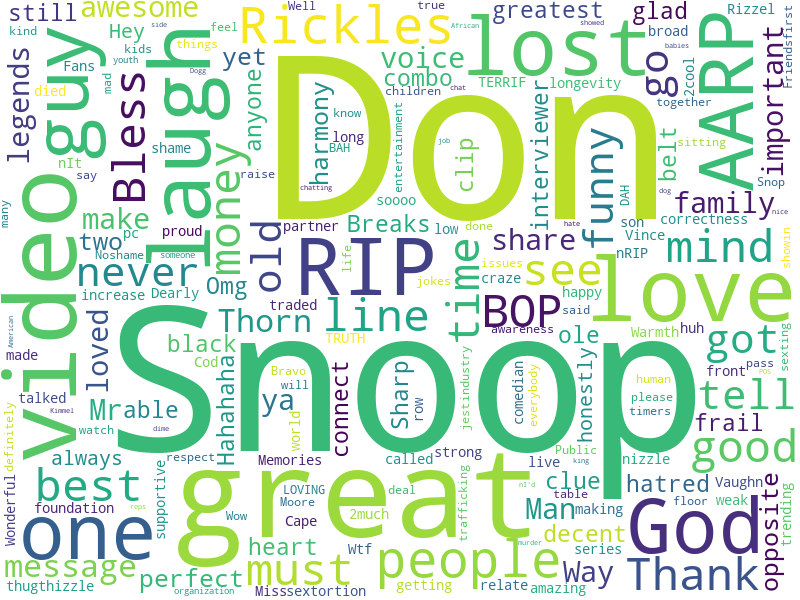 still
awesome
Hey
Well
true
greatest
glad
Rizzel
kind
side
Rickles
feel
African
showed
lost
broad
AARP
Friendsfirst
guy
kids
things
yet
voice
combo
TERRIF
longevity
go
2cool
babies
important
Fans
youth
legends
died
mad
Dogg
laugh
anyone
Don
children
chat
together
Bless
harmony
know
long
BAH
entertainment
clip
interviewer
belt
sitting
nIt
shame
money
raise
chatting
job
DAH
dog
Snop
say
soooo
funny
family
nice
many
video
make
proud
partner
Breaks
low
done
hate
share
son
correctness
two
pc
old
RIP
life
time
Vince
mind
showin
never
Noshame
someone
Omg
issues
see
nRIP
increase
Dearly
jokes
craze
happy
love
Warmth
huh
sexting
American
made
loved
traded
line
BOP
said
Thorn
TRUTH
awareness
ole
got
front
pass
black
Snoop
Cod
Hahahaha
connect
Sharp
row
jestindustry
comedian
everybody
honestly
human
POS
tell
talked
Kimmel
Mrable
Bravo
will
please
timers
definitely
ya
world
frail
watch
dime
called
strong
Public
king
nizzle
good
always
respect
Memories
great
live
clue
hatred
Vaughn
trending
Wonderful
best
supportive
LOVING
deal
trafficking
nI'd
table
floor
weak
opposite
foundation
reps
Moore
one
Wow
Cape
2much
Man
making
God
message
heart
Wtf
people
murder
decent
series
thugthizzle
perfect
must
getting
relate
Way
amazing
Thank
organization
Misssextortion